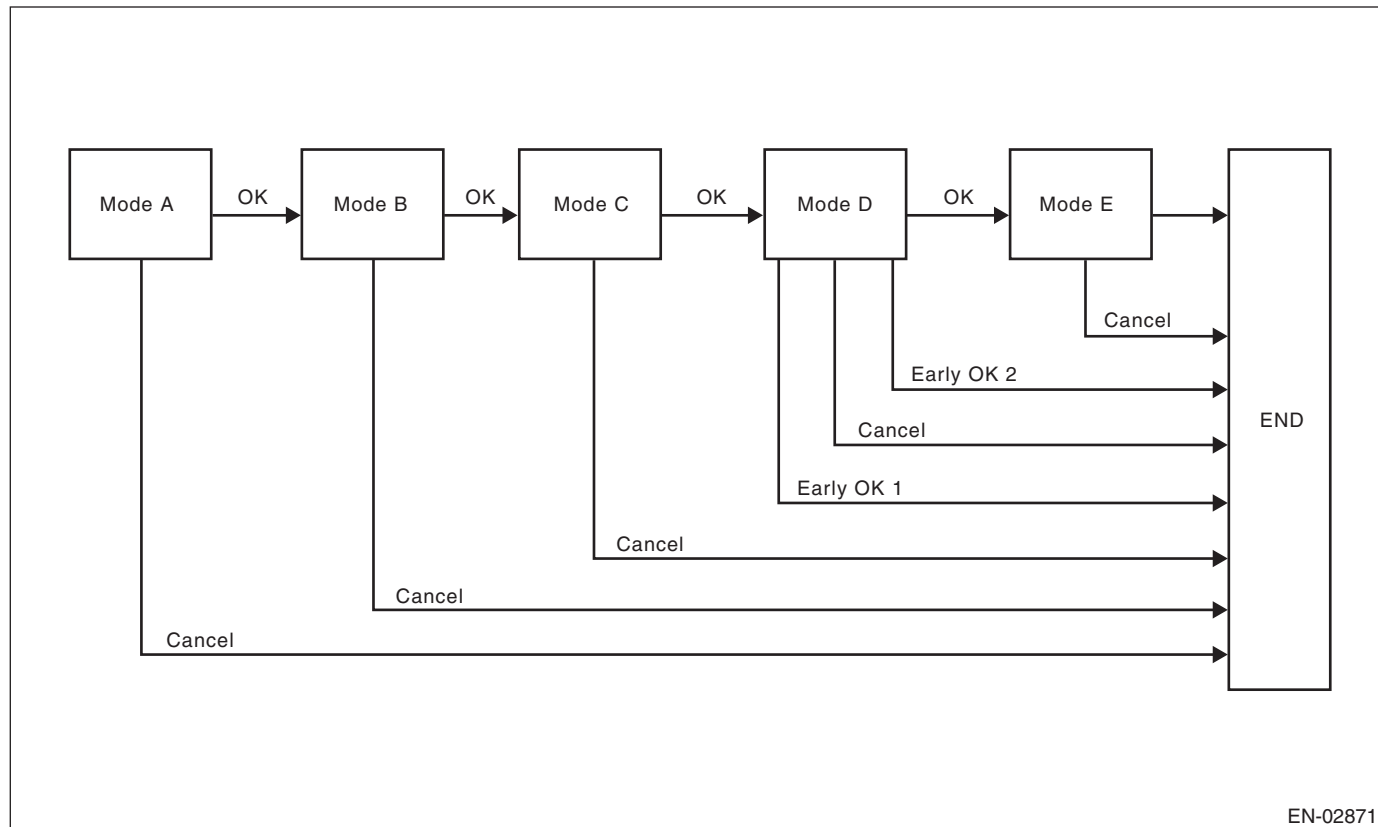 OK
OK
OK
OK
Mode A
Mode B
Mode C
Mode D
Mode E
Cancel
Early OK 2
END
Cancel
Early OK 1
Cancel
Cancel
Cancel
EN-02871